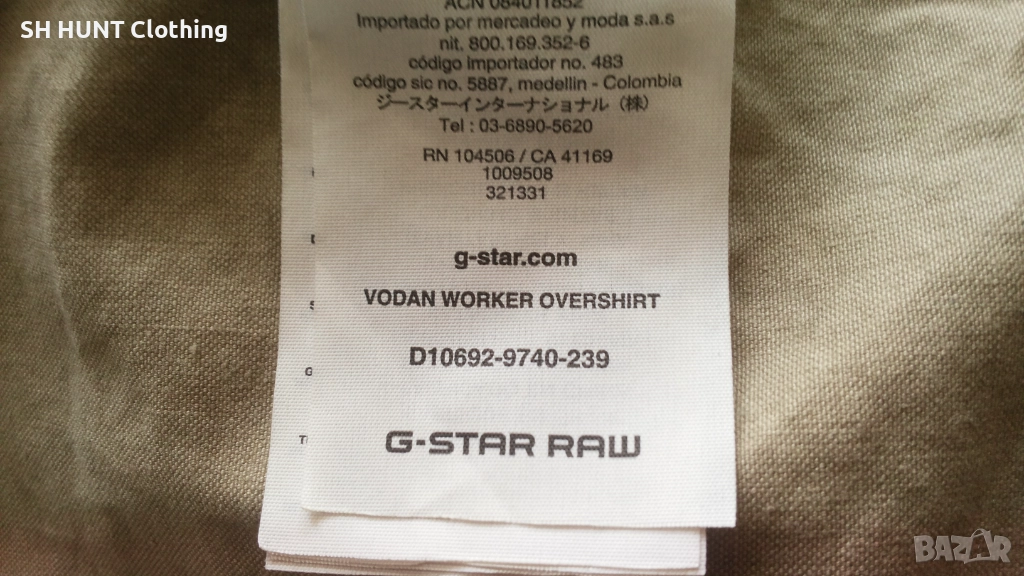 SH HUNT Clothing
ACN 084011852
Importado por mercadeo y moda s.a.s
nit. 800.169.352-6
código importador no. 483
código sic no. 5887, medellin - Colombia
ジースターインターナショナル（株）
Tel : 03-6890-5620
RN 104506 / CA 41169
1009508
321331
g-star.com
VODAN WORKER OVERSHIRT
D10692-9740-239
G-STAR RAW
BAZAR